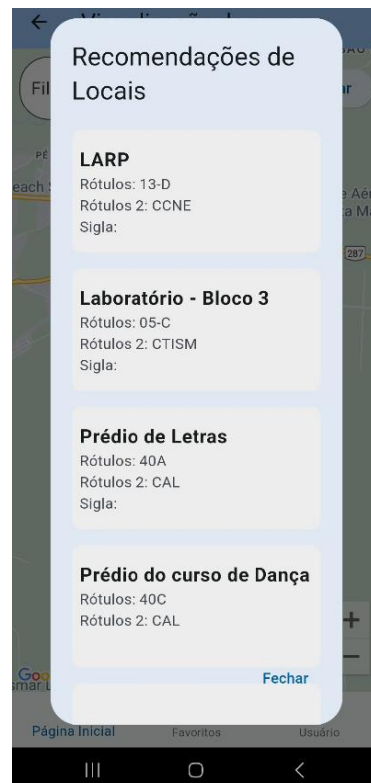 Fil
Recomendações de
Locais
LARP
Rótulos: 13-D
Rótulos 2: CCNE
Sigla:
287
Laboratório - Bloco 3
Rótulos: 05-C
Rótulos 2: CTISM
Sigla:
Prédio de Letras
Rótulos: 40A
Rótulos 2: CAL
Sigla:
Prédio do curso de Dança
Rótulos: 40C
Rótulos 2: CAL
+
Fechar
Página Inicial
Favoritos
Usuário